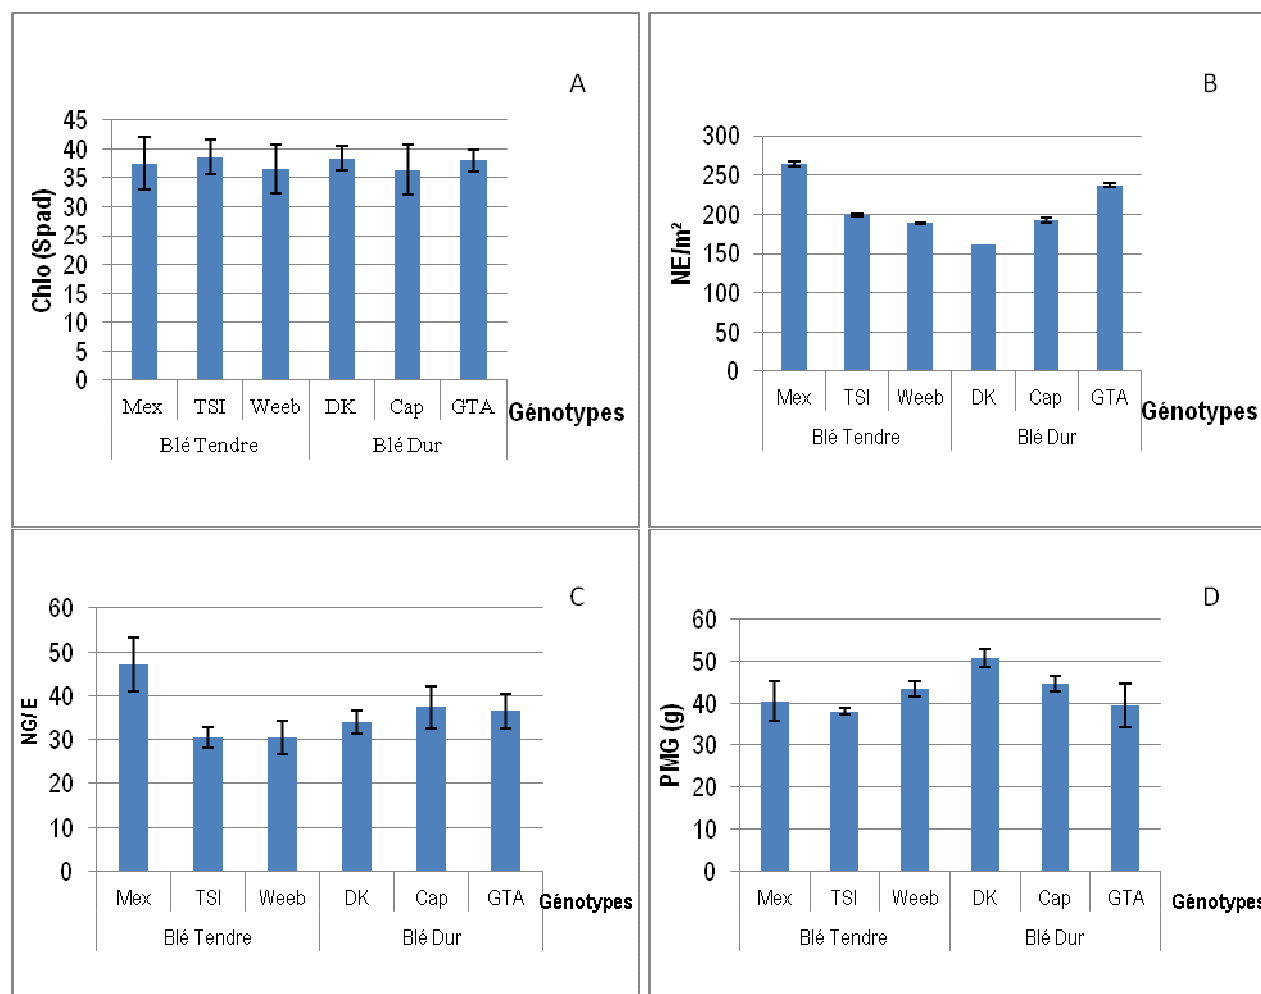 A
Chlo (Spad)
45
40
35
30
25
20
15
10
5
0
Mex TSI Weeb DK Cap GTA
Génotypes
Blé Tendre Blé Dur
B
NE/m²
300
250
200
150
100
50
0
Mex TSI Weeb DK Cap GTA
Génotypes
Blé Tendre Blé Dur
C
NG/E
60
50
40
30
20
10
0
Mex TSI Weeb DK Cap GTA
Génotypes
Blé Tendre Blé Dur
D
PMG (g)
60
50
40
30
20
10
0
Mex TSI Weeb DK Cap GTA
Génotypes
Blé Tendre Blé Dur